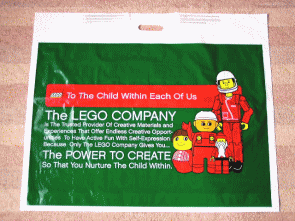 LEGO To The Child Within Each Of Us
The LEGO COMPANY
Is The Trusted Provider Of Creative Materials and
Experiences That Offer Endless Creative Opport-
unities To Have Active Fun With Self-Expression
Because Only The LEGO Company Gives You...
The POWER TO CREATE
So That You Nurture The Child Within.